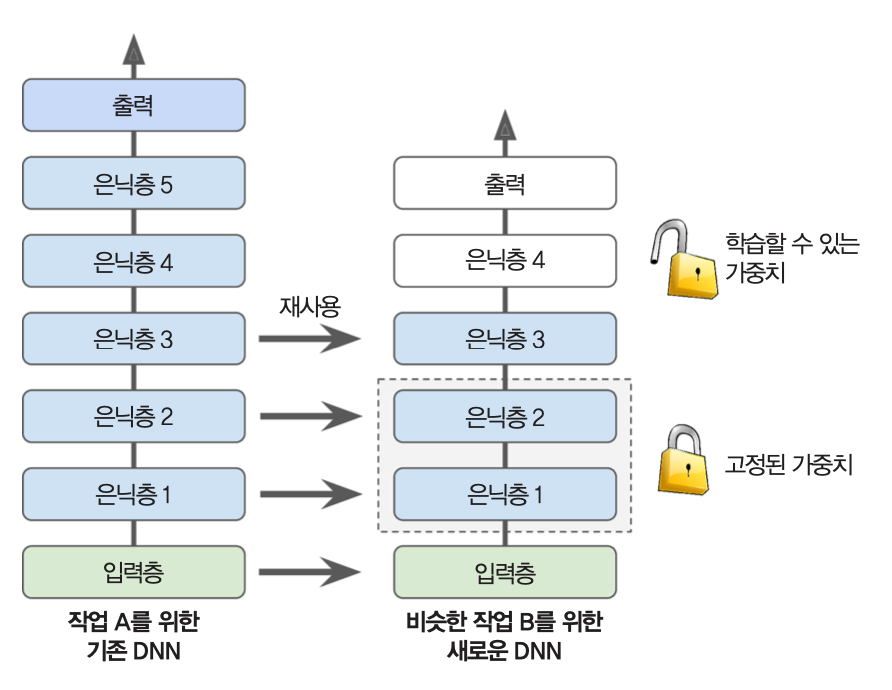 출력
은닉층 5
은닉층 4
은닉층 3
은닉층 2
은닉층 1
입력층
작업 A를 위한
기존 DNN
재사용
출력
은닉층 4
은닉층 3
은닉층 2
은닉층 1
입력층
비슷한 작업 B를 위한
새로운 DNN
학습할 수 있는
가중치
고정된 가중치